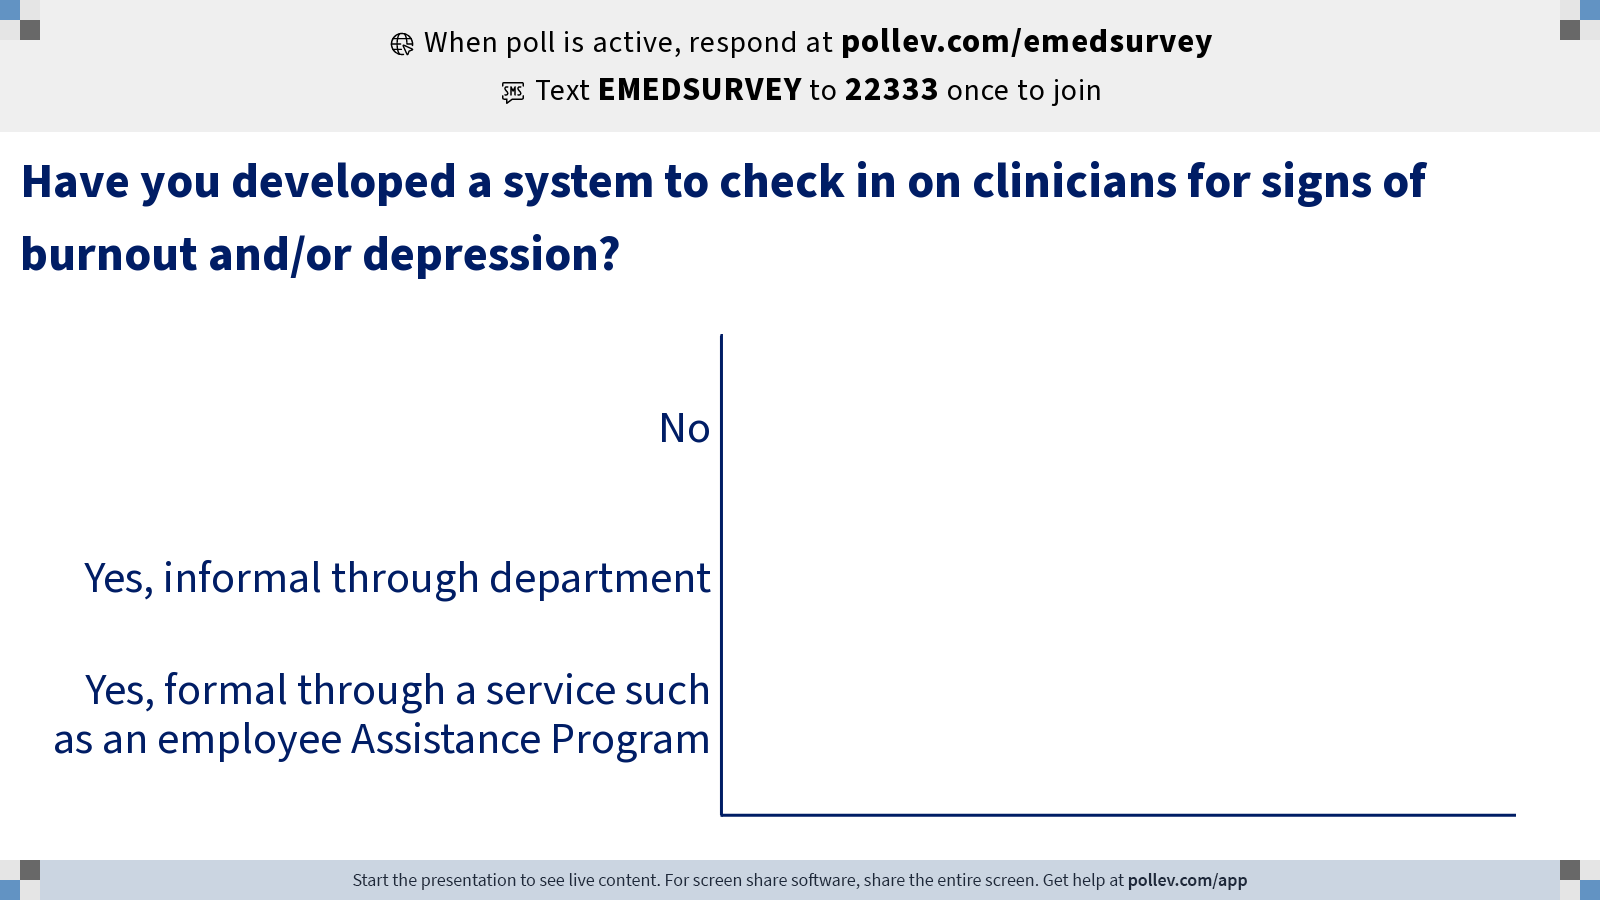 When poll is active, respond at pollev.com/emedsurvey
SMS Text EMEDSURVEY to 22333 once to join
Have you developed a system to check in on clinicians for signs of
burnout and/or depression?
No
Yes, informal through department
Yes, formal through a service such
as an employee Assistance Program
Start the presentation to see live content. For screen share software, share the entire screen. Get help at pollev.com/app